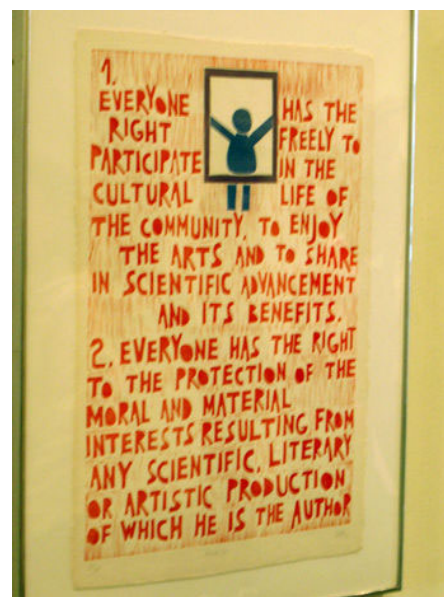 1.
EVERYONE HAS THE
RIGHT FREELY TO
PARTICIPATE IN THE
CULTURAL LIFE OF
THE COMMUNITY, TO ENJOY
THE ARTS AND TO SHARE
IN SCIENTIFIC ADVANCEMENT
AND ITS BENEFITS.
2. EVERYONE HAS THE RIGHT
TO THE PROTECTION OF THE
MORAL AND MATERIAL
INTERESTS RESULTING FROM
ANY SCIENTIFIC, LITERARY
OR ARTISTIC PRODUCTION
OF WHICH HE IS THE AUTHOR